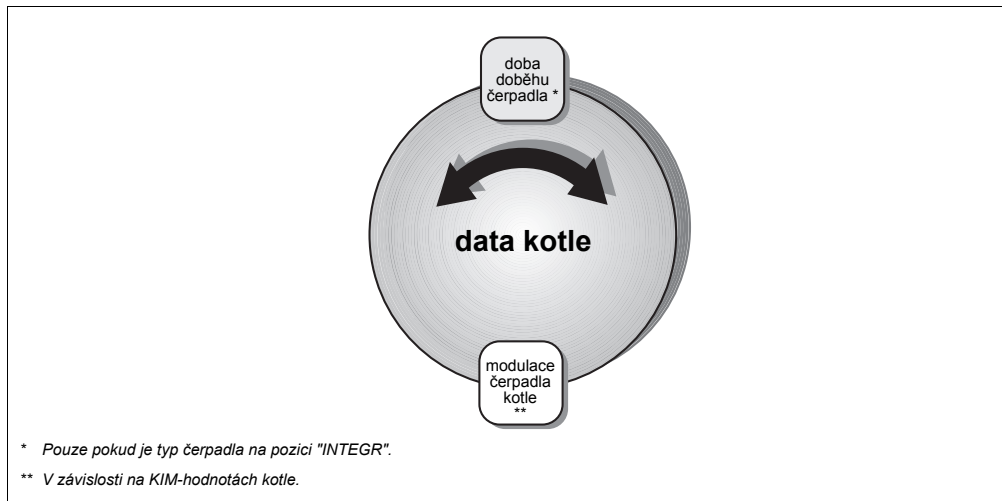 doba
doběhu
čerpadla *
data kotle
modulace
čerpadla
kotle
**
* Pouze pokud je typ čerpadla na pozici "INTEGR".
** V závislosti na KIM-hodnotách kotle.